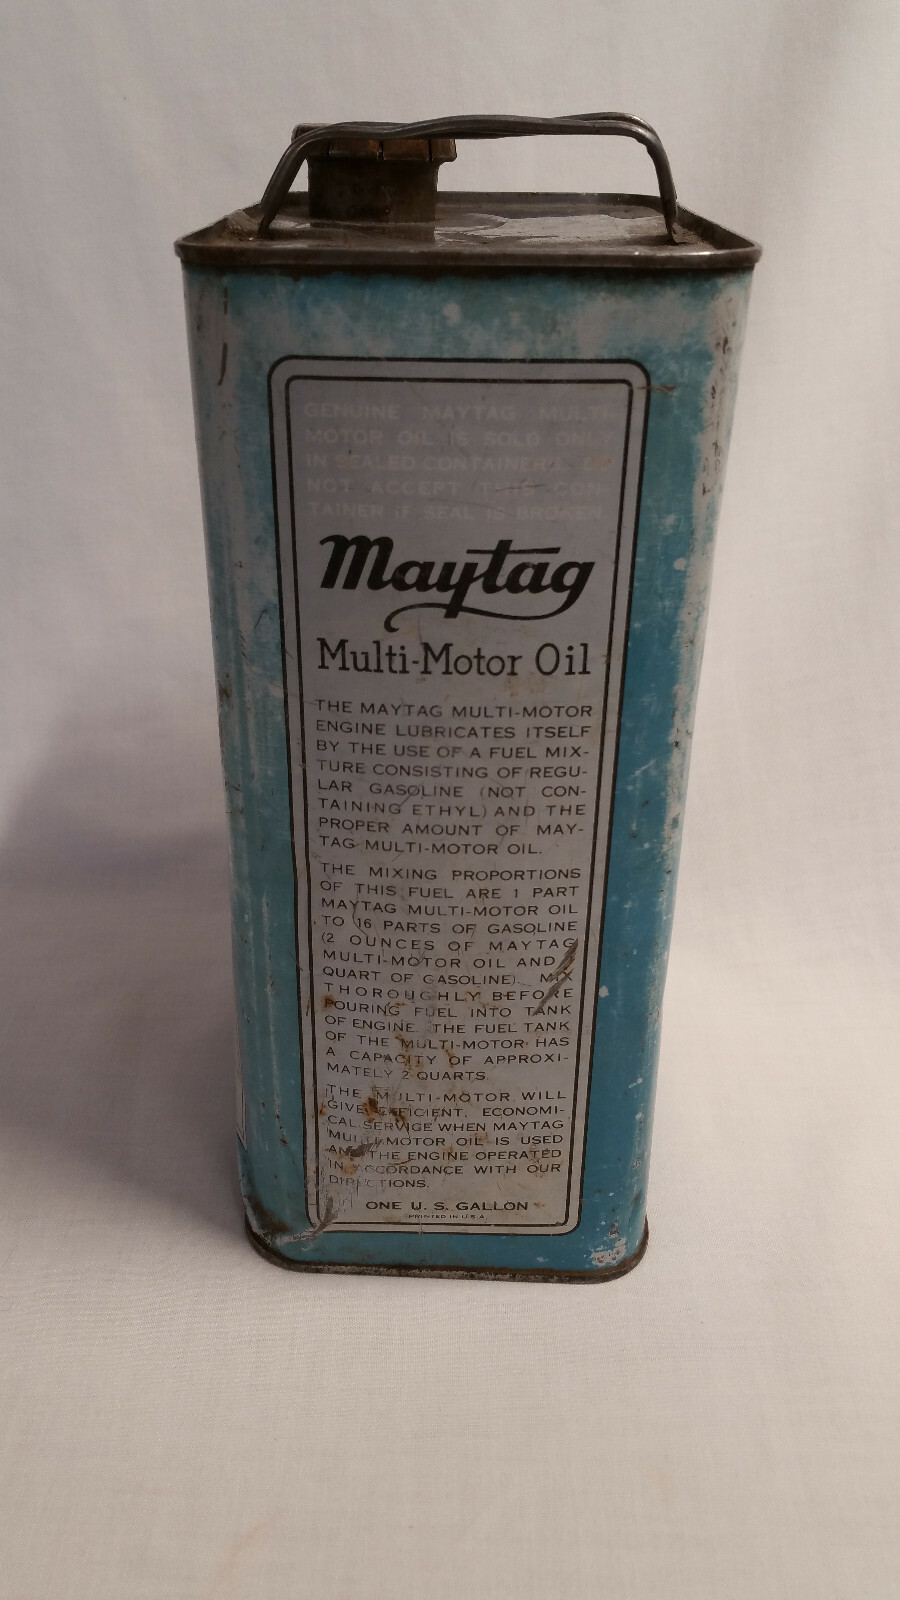 GENUINE MAYTAG MULTI-
MOTOR OIL IS SOLD ONLY
IN SEALED CONTAINERS. DO
NOT ACCEPT THIS CON-
TAINER IF SEAL IS BROKEN.
Maytag
Multi-Motor Oil
THE MAYTAG MULTI-MOTOR
ENGINE LUBRICATES ITSELF
BY THE USE OF A FUEL MIX-
TURE CONSISTING OF REGU-
LAR GASOLINE (NOT CON-
TAINING ETHYL) AND THE
PROPER AMOUNT OF MAY-
TAG MULTI-MOTOR OIL.
THE MIXING PROPORTIONS
OF THIS FUEL ARE 1 PART
MAYTAG MULTI-MOTOR OIL
TO 16 PARTS OF GASOLINE
(2 OUNCES OF MAYTAG
MULTI-MOTOR OIL AND
QUART OF GASOLINE). MIX
THOROUGHLY BEFORE
POURING FUEL INTO TANK
OF ENGINE. THE FUEL TANK
OF THE MULTI-MOTOR HAS
A CAPACITY OF APPROXI-
MATELY 2 QUARTS.
THE MULTI-MOTOR WILL
GIVE EFFICIENT, ECONOMI-
CAL SERVICE WHEN MAYTAG
MULTI-MOTOR OIL IS USED
AND THE ENGINE OPERATED
IN ACCORDANCE WITH OUR
DIRECTIONS.
ONE U. S. GALLON
PRINTED IN U.S.A.